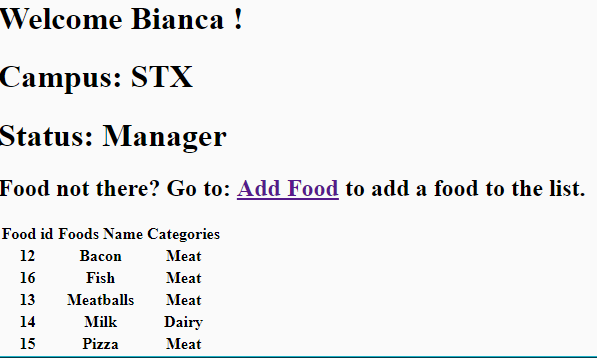 Welcome Bianca !
Campus: STX
Status: Manager
Food not there? Go to: Add Food to add a food to the list.
Food id Foods Name Categories
12 Bacon Meat
16 Fish Meat
13 Meatballs Meat
14 Milk Dairy
15 Pizza Meat